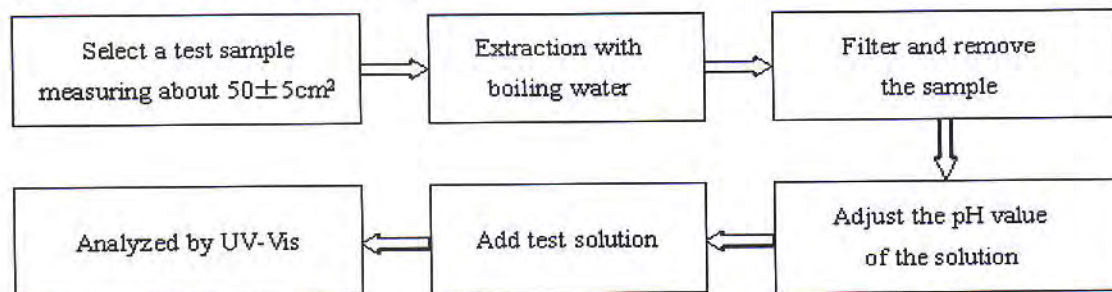 Select a test sample
measuring about 50±5cm²
Extraction with
boiling water
Filter and remove
the sample
Adjust the pH value
of the solution
Add test solution
Analyzed by UV-Vis